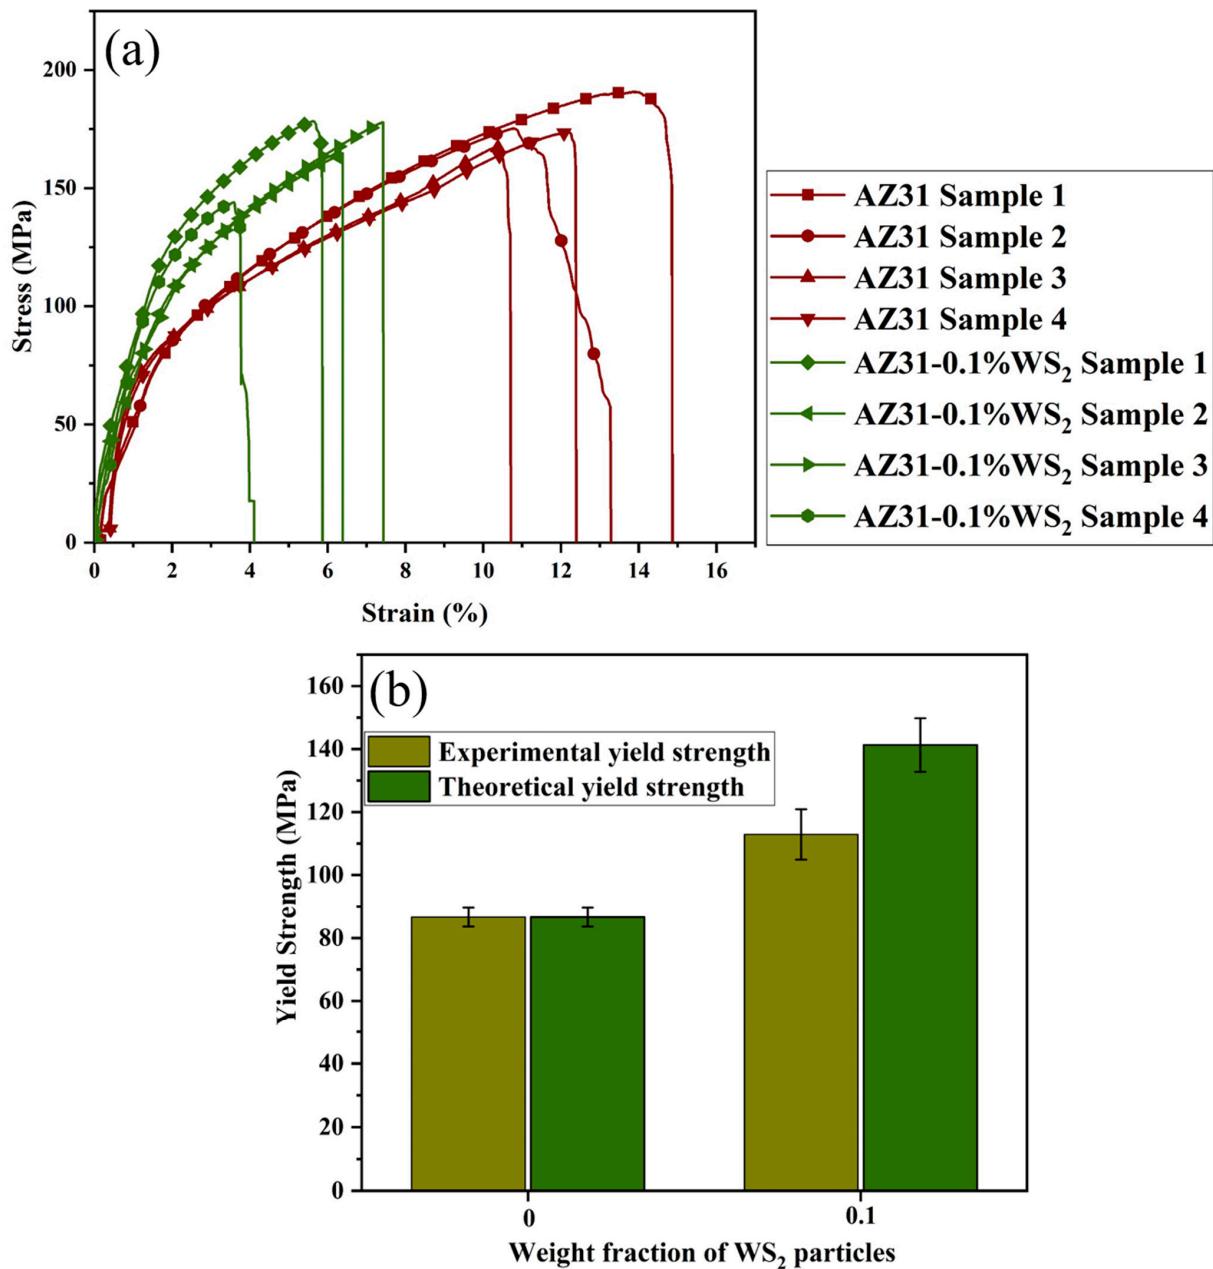 (a)
Stress (MPa)
200
150
100
50
0
0 2 4 6 8 10 12 14 16
Strain (%)
AZ31 Sample 1
AZ31 Sample 2
AZ31 Sample 3
AZ31 Sample 4
AZ31-0.1%WS₂ Sample 1
AZ31-0.1%WS₂ Sample 2
AZ31-0.1%WS₂ Sample 3
AZ31-0.1%WS₂ Sample 4
(b)
Yield Strength (MPa)
160
140
120
100
80
60
40
20
0
Experimental yield strength
Theoretical yield strength
0 0.1
Weight fraction of WS₂ particles